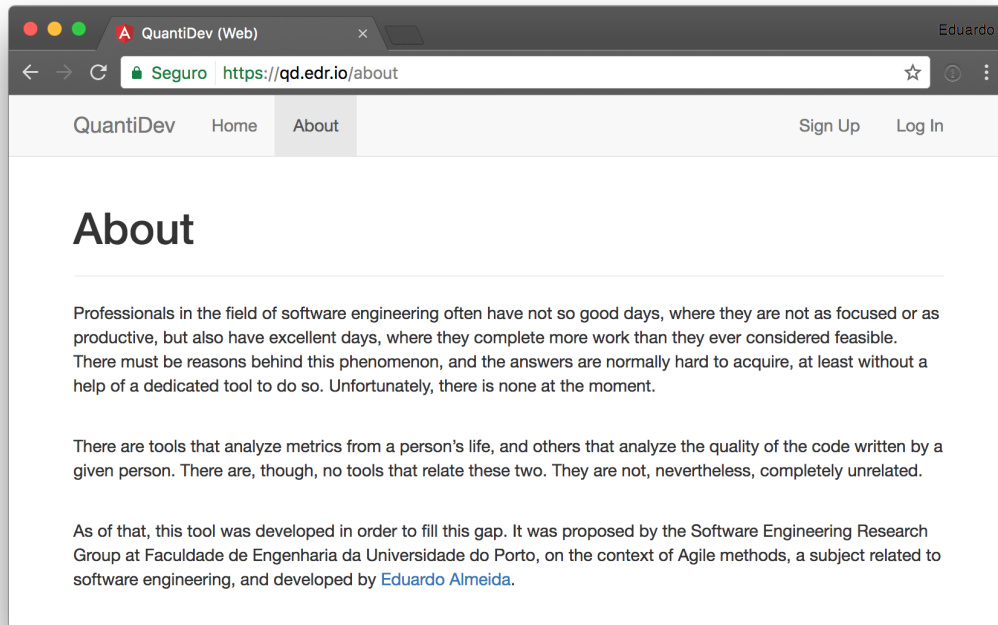 QuantiDev (Web)
Eduardo
Seguro https://qd.edr.io/about
QuantiDev Home About Sign Up Log In
About
Professionals in the field of software engineering often have not so good days, where they are not as focused or as
productive, but also have excellent days, where they complete more work than they ever considered feasible.
There must be reasons behind this phenomenon, and the answers are normally hard to acquire, at least without a
help of a dedicated tool to do so. Unfortunately, there is none at the moment.
There are tools that analyze metrics from a person’s life, and others that analyze the quality of the code written by a
given person. There are, though, no tools that relate these two. They are not, nevertheless, completely unrelated.
As of that, this tool was developed in order to fill this gap. It was proposed by the Software Engineering Research
Group at Faculdade de Engenharia da Universidade do Porto, on the context of Agile methods, a subject related to
software engineering, and developed by Eduardo Almeida.